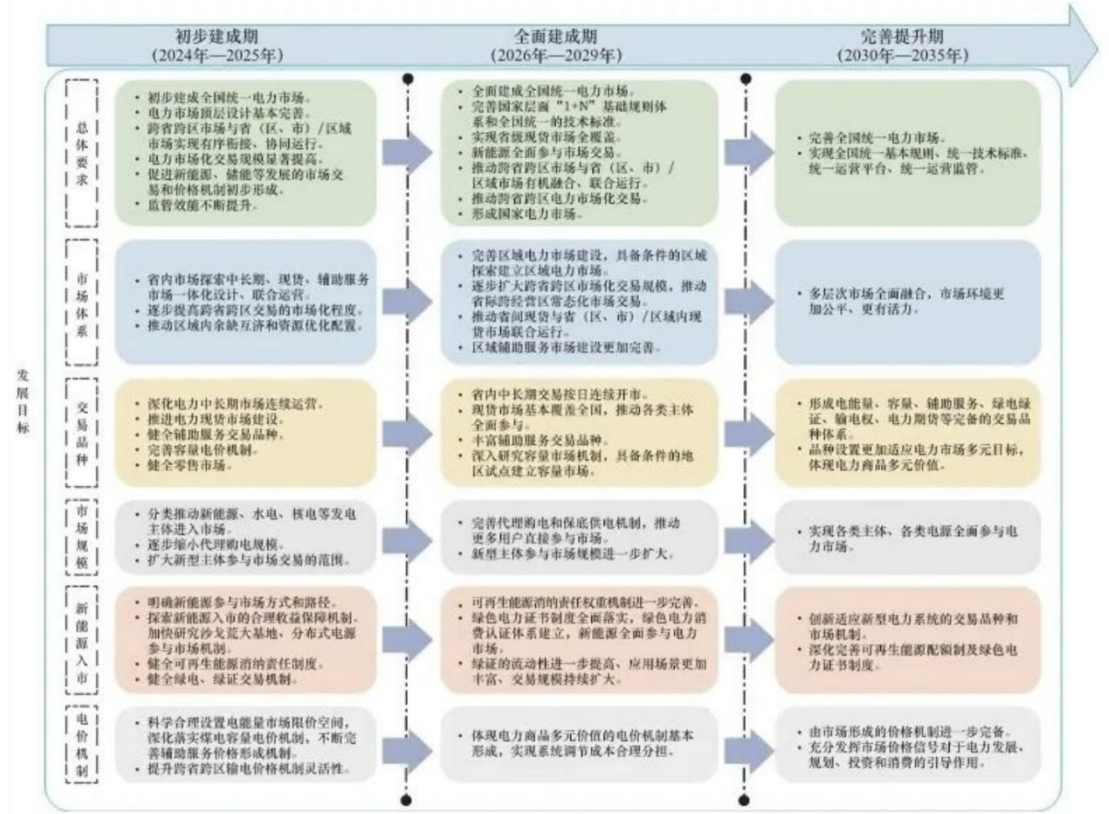 初步建成期
(2024年—2025年)
全面建成期
(2026年—2029年)
完善提升期
(2030年—2035年)
发展目标
总体要求
• 初步建成全国统一电力市场。
• 电力市场顶层设计基本完善。
• 跨省跨区市场与省（区、市）/区域
市场实现有序衔接、协同运行。
• 电力市场化交易规模显著提高。
• 促进新能源、储能等发展的市场交
易和价格机制初步形成。
• 监管效能不断提升。
• 全面建成全国统一电力市场。
• 完善国家层面“1+N”基础规则体
系和全国统一的技术标准。
• 实现省级现货市场全覆盖。
• 新能源全面参与市场交易。
• 推动跨省跨区市场与省（区、市）/
区域市场有机融合、联合运行。
• 推动跨省跨区电力市场化交易。
• 形成国家电力市场。
• 完善全国统一电力市场。
• 实现全国统一基本规则、统一技术标准、
统一运营平台、统一运营监管。
市场体系
• 省内市场探索中长期、现货、辅助服务
市场一体化设计、联合运营。
• 逐步提高跨省跨区交易的市场化程度。
• 推动区域内余缺互济和资源优化配置。
• 完善区域电力市场建设，具备条件的区域
探索建立区域电力市场。
• 逐步扩大跨省跨区市场化交易规模，推动
省际跨经营区常态化市场交易。
• 推动省间现货与省（区、市）/区域内现
货市场联合运行。
• 区域辅助服务市场建设更加完善。
• 多层次市场全面融合，市场环境更
加公平、更有活力。
交易品种
• 深化电力中长期市场连续运营。
• 推进电力现货市场建设。
• 健全辅助服务交易品种。
• 完善容量电价机制。
• 健全零售市场。
• 省内中长期交易按日连续开市。
• 现货市场基本覆盖全国，推动各类主体
全面参与。
• 丰富辅助服务交易品种。
• 深入研究容量市场机制，具备条件的地
区试点建立容量市场。
• 形成电能量、容量、辅助服务、绿电绿
证、输电权、电力期货等完备的交易品
种体系。
• 品种设置更加适应电力市场多元目标，
体现电力商品多元价值。
市场规模
• 分类推动新能源、水电、核电等发电
主体进入市场。
• 逐步缩小代理购电规模。
• 扩大新型主体参与市场交易的范围。
• 完善代理购电和保底供电机制，推动
更多用户直接参与市场。
• 新型主体参与市场规模进一步扩大。
• 实现各类主体、各类电源全面参与电
力市场。
新能源入市
• 明确新能源参与市场方式和路径。
• 探索新能源入市的合理收益保障机制。
加快研究沙戈荒大基地、分布式电源
参与市场机制。
• 健全可再生能源消纳责任制度。
• 健全绿电、绿证交易机制。
• 可再生能源消纳责任权重机制进一步完善。
• 绿色电力证书制度全面落实，绿色电力消
费认证体系建立，新能源全面参与电力
市场。
• 绿证的流动性进一步提高、应用场景更加
丰富、交易规模持续扩大。
• 创新适应新型电力系统的交易品种和
市场机制。
• 深化完善可再生能源配额制及绿色电
力证书制度。
电价机制
• 科学合理设置电能量市场限价空间，
深化落实煤电容量电价机制，不断完
善辅助服务价格形成机制。
• 提升跨省跨区输电价格机制灵活性。
• 体现电力商品多元价值的电价机制基本
形成，实现系统调节成本合理分担。
• 由市场形成的价格机制进一步完备。
• 充分发挥市场价格信号对于电力发展、
规划、投资和消费的引导作用。